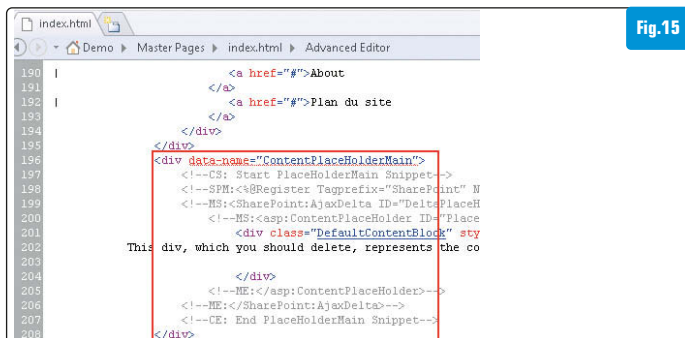 Fig.15
index.html
Demo Master Pages index.html Advanced Editor
190 | <a href="#">About
191 </a>
192 | <a href="#">Plan du site
193 </a>
194 </div>
195 </div>
196 <div data-name="ContentPlaceHolderMain">
197 <!--CS: Start PlaceHolderMain Snippet-->
198 <!--SPM:<%@Register Tagprefix="SharePoint" N
199 <!--MS:<SharePoint:AjaxDelta ID="DeltaPlaceH
200 <!--MS:<asp:ContentPlaceHolder ID="Place
201 <div class="DefaultContentBlock" sty
202 This div, which you should delete, represents the co
203
204 </div>
205 <!--ME:</asp:ContentPlaceHolder>-->
206 <!--ME:</SharePoint:AjaxDelta>-->
207 <!--CE: End PlaceHolderMain Snippet-->
208 </div>